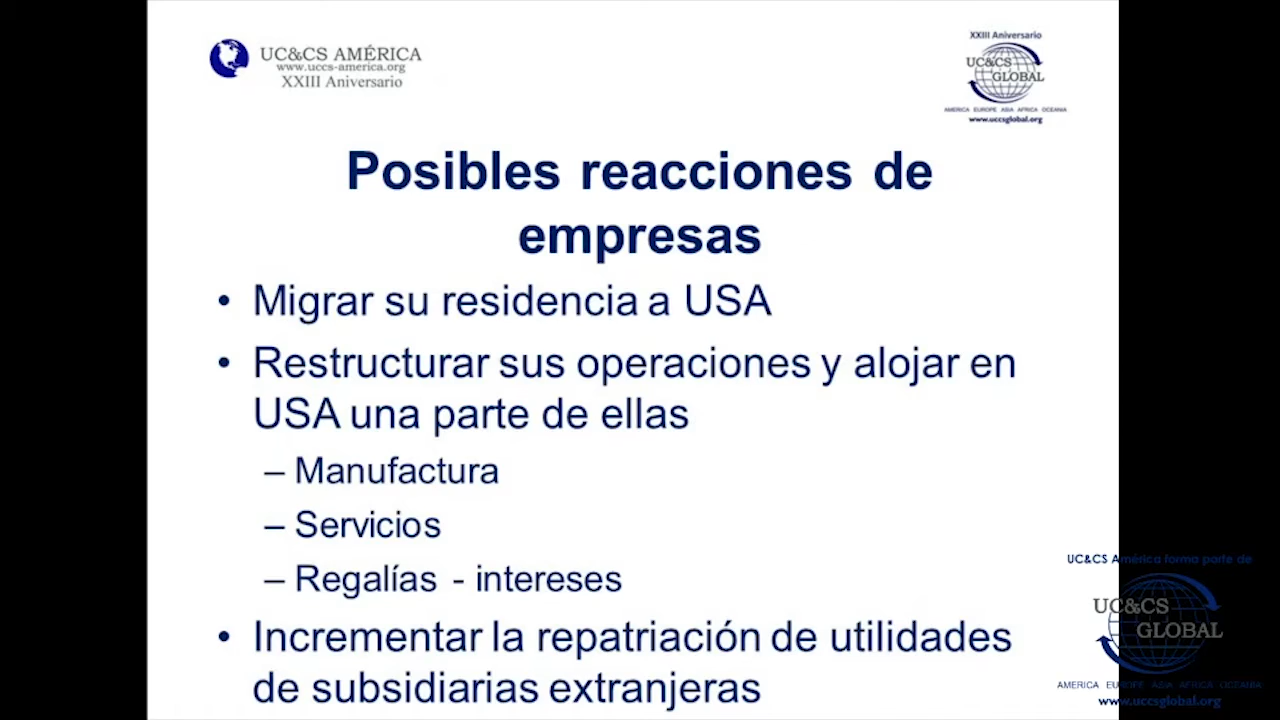 UC&CS AMÉRICA
www.uccs-america.org
XXIII Aniversario
XXIII Aniversario
UC&CS
GLOBAL
AMERICA EUROPE ASIA AFRICA OCEANIA
www.uccsglobal.org
Posibles reacciones de
empresas
• Migrar su residencia a USA
• Restructurar sus operaciones y alojar en
USA una parte de ellas
– Manufactura
– Servicios
– Regalías - intereses
• Incrementar la repatriación de utilidades
de subsidiarias extranjeras
UC&CS América forma parte de
UC&CS
GLOBAL
AMERICA EUROPE ASIA AFRICA OCEANIA
www.uccsglobal.org